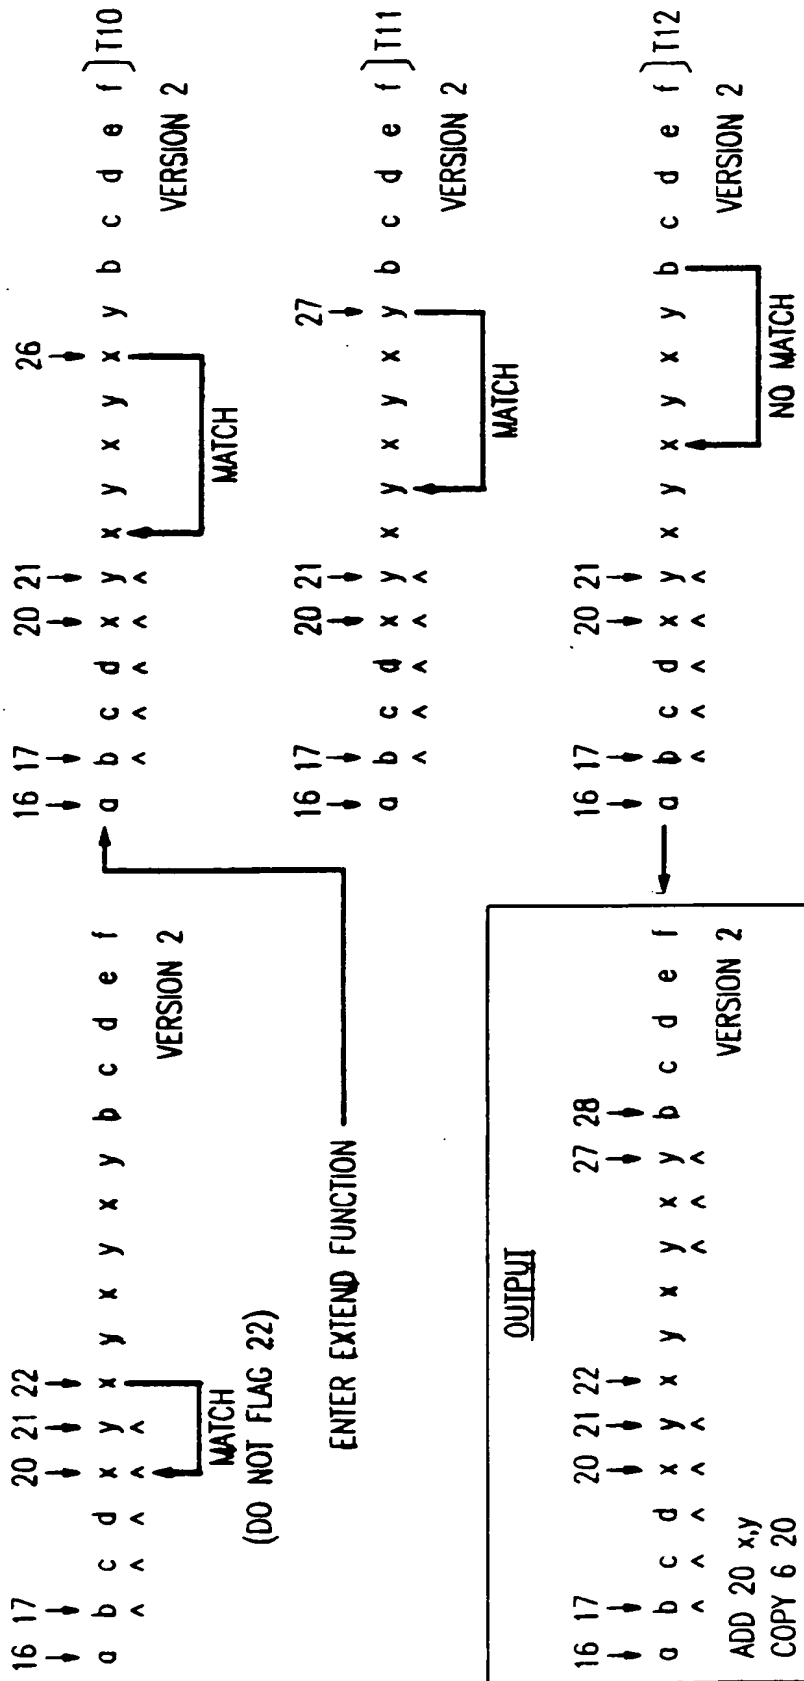 16 17 20 21 22
a b c d x y x y x y x y b c d e f
^ ^ ^ ^ ^
VERSION 2
MATCH
(DO NOT FLAG 22)
ENTER EXTEND FUNCTION
16 17 20 21 26
a b c d x y x y x y x y b c d e f }T10
^ ^ ^ ^ ^
VERSION 2
MATCH
16 17 20 21 27
a b c d x y x y x y x y b c d e f }T11
^ ^ ^ ^ ^
VERSION 2
MATCH
16 17 20 21
a b c d x y x y x y x y b c d e f }T12
^ ^ ^ ^ ^
VERSION 2
NO MATCH
OUTPUT
16 17 20 21 22 27 28
a b c d x y x y x y x y b c d e f
^ ^ ^ ^ ^ ^ ^ ^
VERSION 2
ADD 20 x,y
COPY 6 20